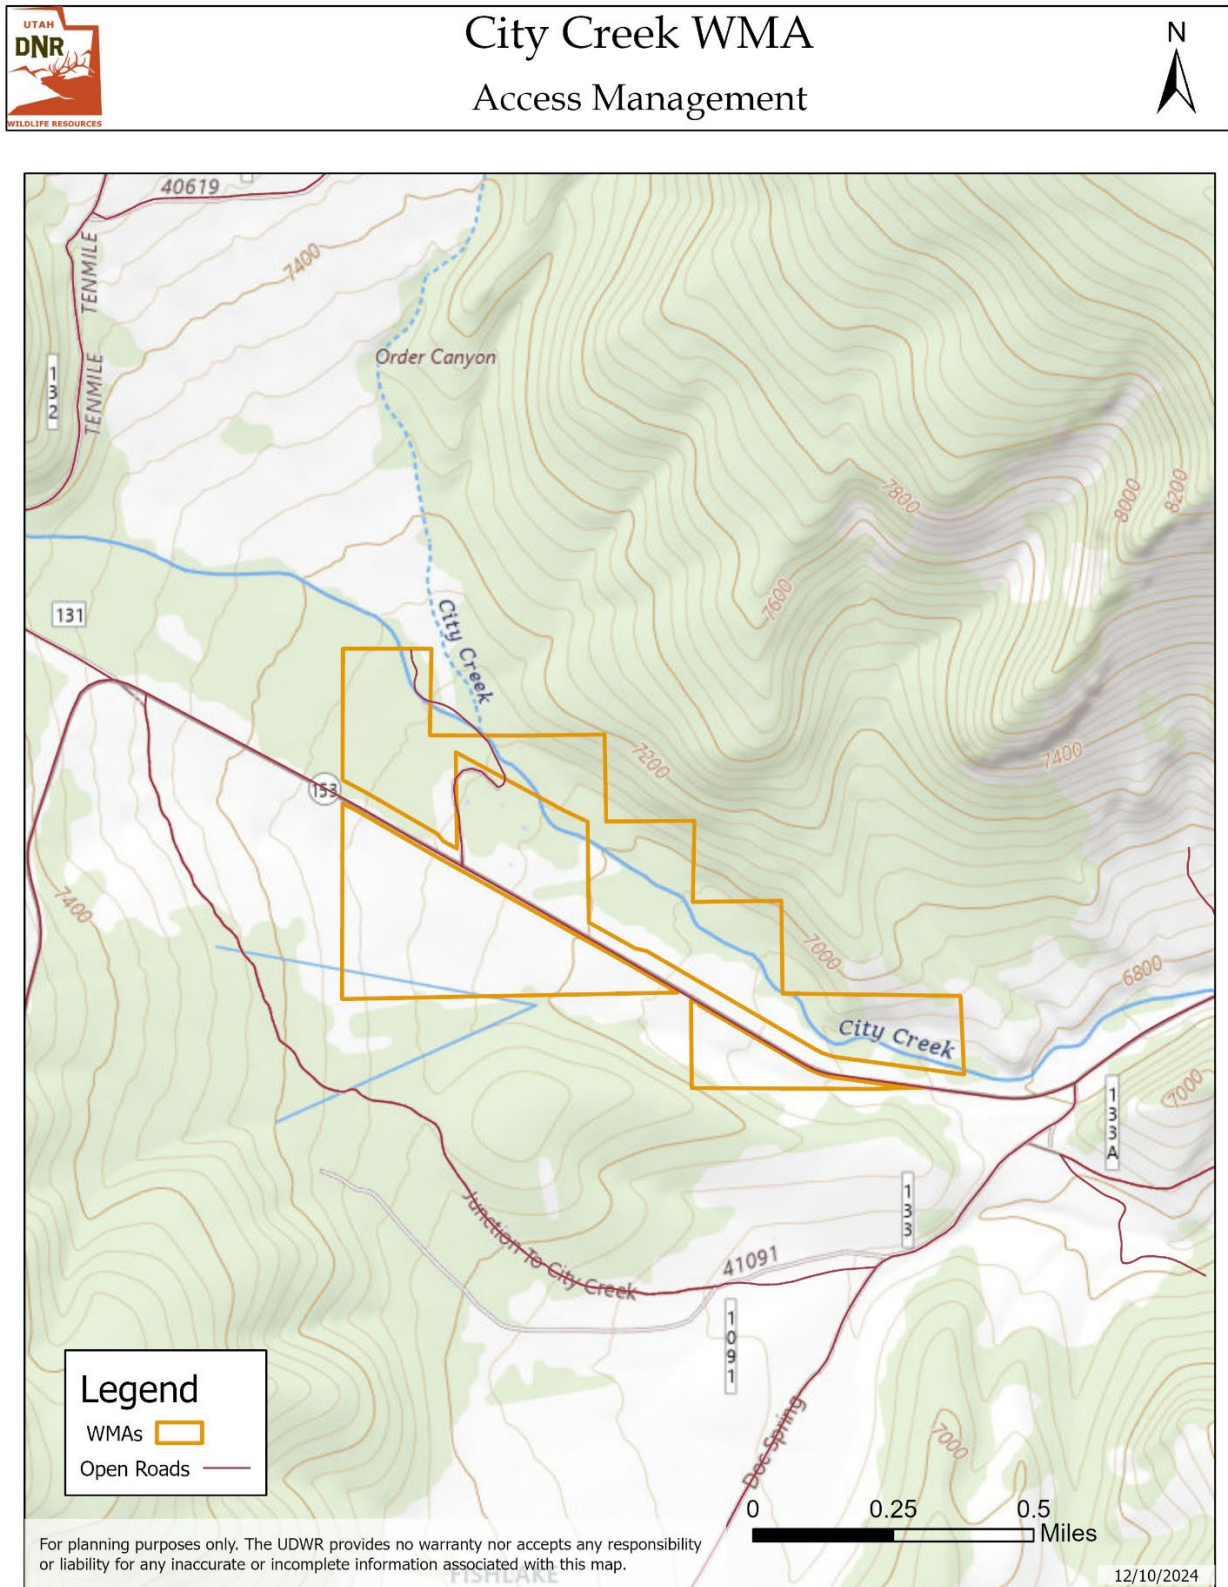 UTAH
DNR
WILDLIFE RESOURCES
City Creek WMA
Access Management
N
40619
7400
TENMILE
TENMILE
132
Order Canyon
7800
8000
8200
7600
131
City Creek
7200
7400
153
7400
7000
6800
City Creek
7000
133A
133
Junction To City Creek
41091
1091
Doc Spring
7000
Legend
WMAs
Open Roads
0 0.25 0.5
Miles
For planning purposes only. The UDWR provides no warranty nor accepts any responsibility
or liability for any inaccurate or incomplete information associated with this map.
FISHLAKE
12/10/2024